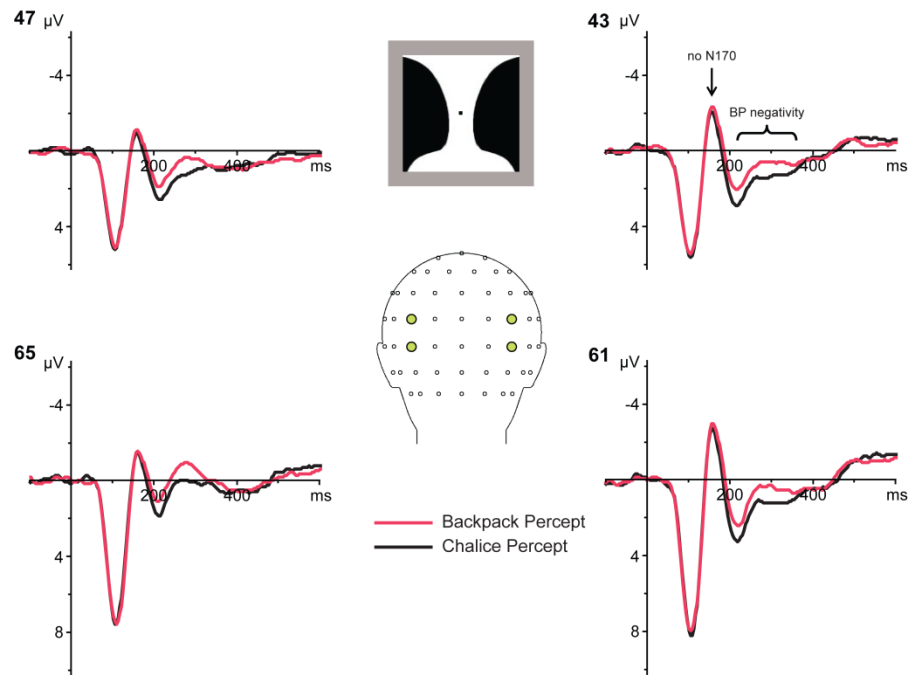 47
µV
-4
200
400
ms
4
43
µV
-4
no N170
BP negativity
200
400
ms
4
65
µV
-4
200
400
ms
4
8
Backpack Percept
Chalice Percept
61
µV
-4
200
400
ms
4
8